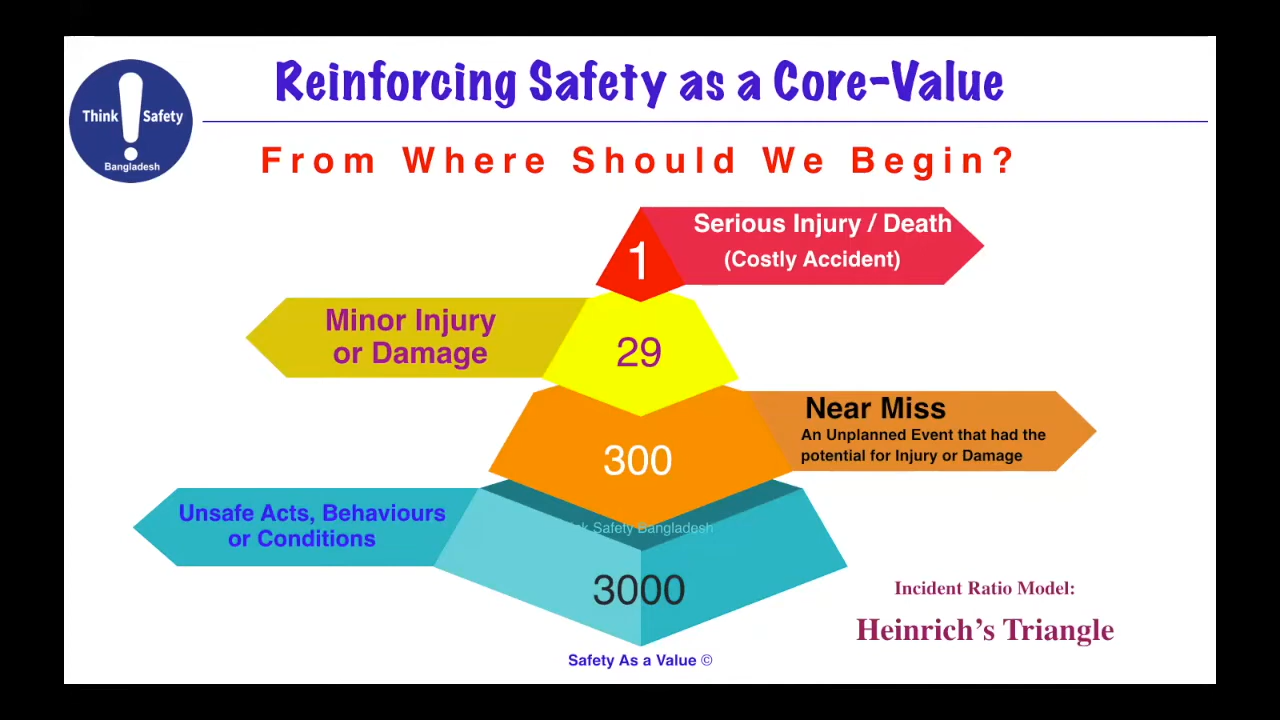 Reinforcing Safety as a Core-Value
Think Safety
Bangladesh
From Where Should We Begin?
1
Serious Injury / Death
(Costly Accident)
Minor Injury
or Damage
29
Near Miss
An Unplanned Event that had the
potential for Injury or Damage
300
Unsafe Acts, Behaviours
or Conditions
Safety Bangladesh
3000
Incident Ratio Model:
Heinrich’s Triangle
Safety As a Value ©